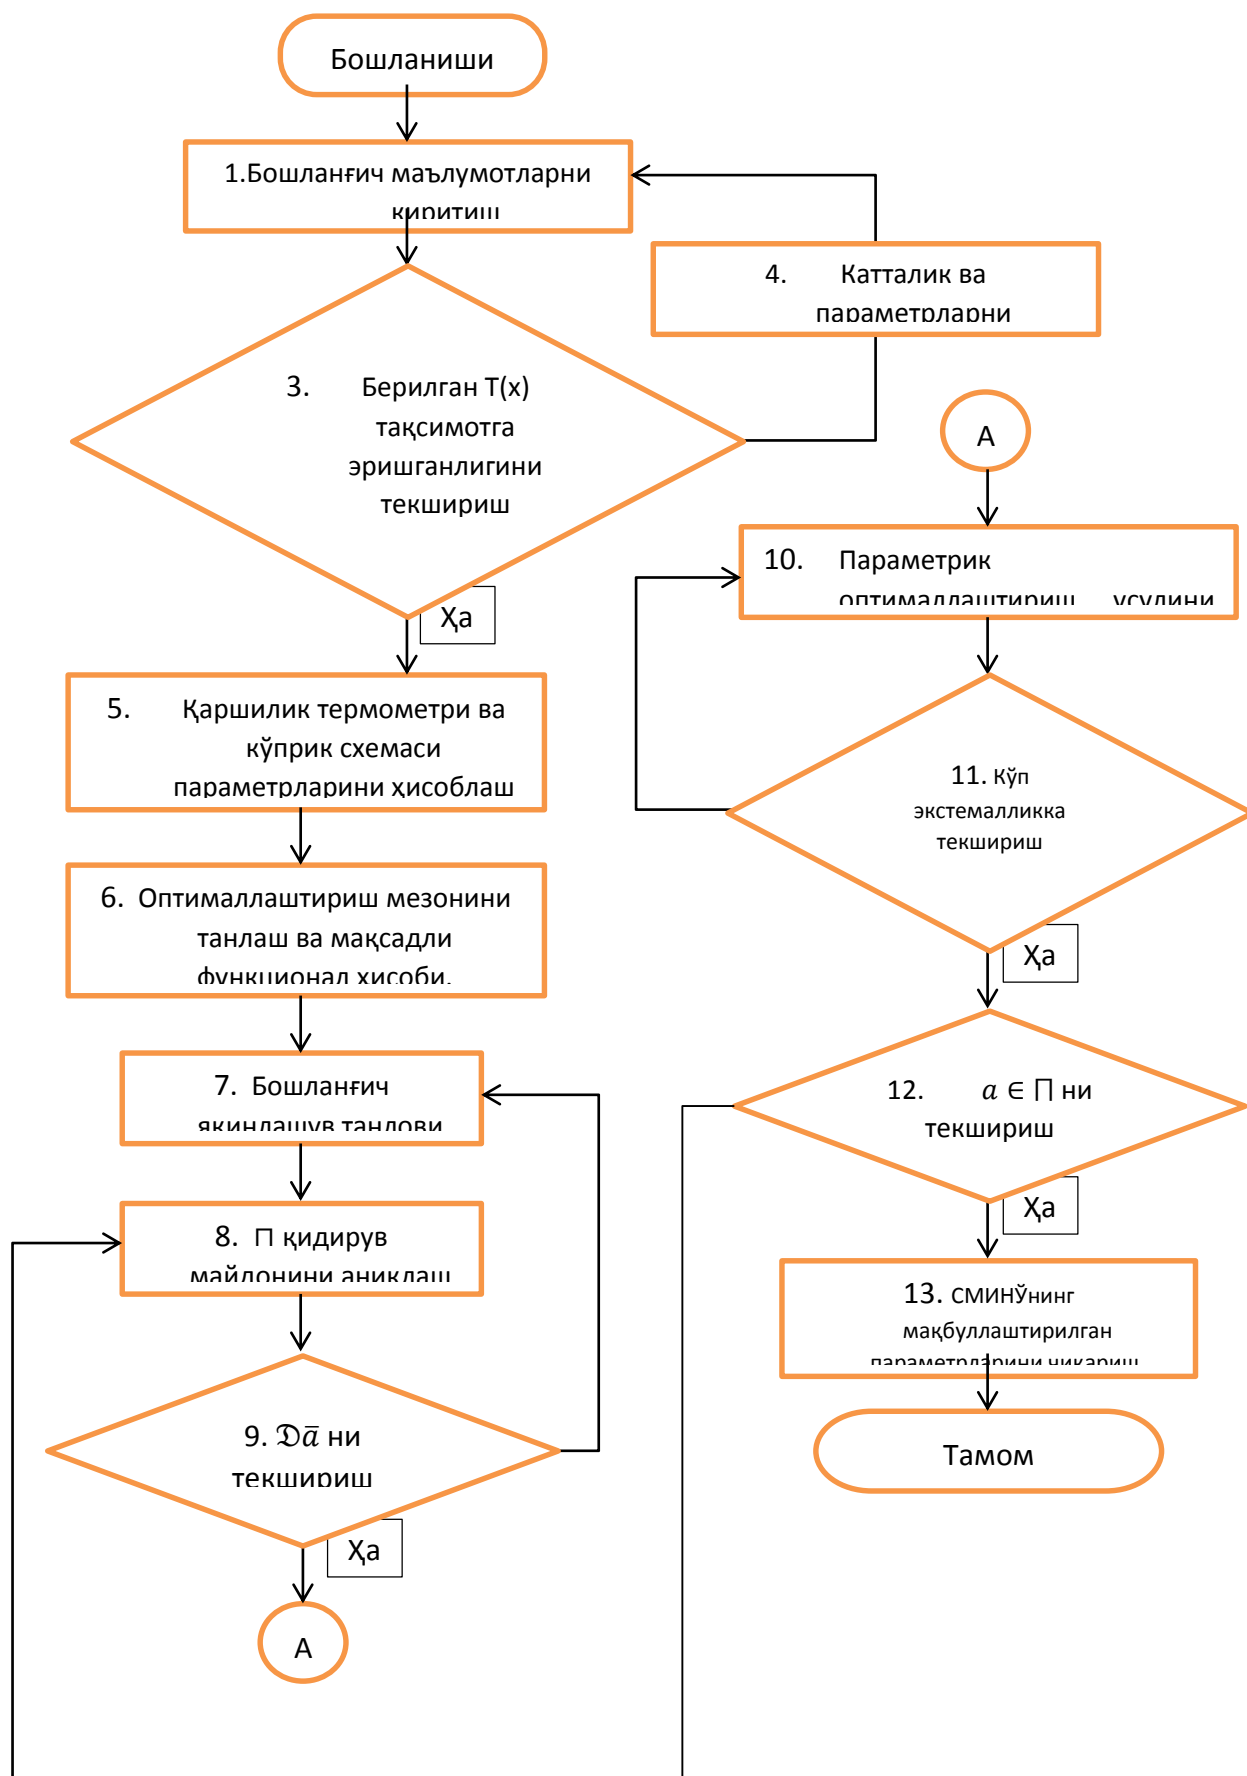 Бошланиши
1.Бошланғич маълумотларни
киритиш
4. Катталик ва
параметрларни
3. Берилган T(x)
тақсимотга
эришганлигини
текшириш
Ҳа
5. Қаршилик термометри ва
кўприк схемаси
параметрларини ҳисоблаш
6. Оптималлаштириш мезонини
танлаш ва мақсадли
функционал ҳисоби.
7. Бошланғич
яқинлашув танлови
8. П қидирув
майдонини аниқлаш
9. 𝔇a̅ ни
текшириш
Ҳа
А
А
10. Параметрик
оптималлаштириш усулини
11. Кўп
экстемалликка
текшириш
Ҳа
12. a ∈ ∏ ни
текшириш
Ҳа
13. СМИНЎнинг
мақбуллаштирилган
параметрларини чиқариш
Тамом